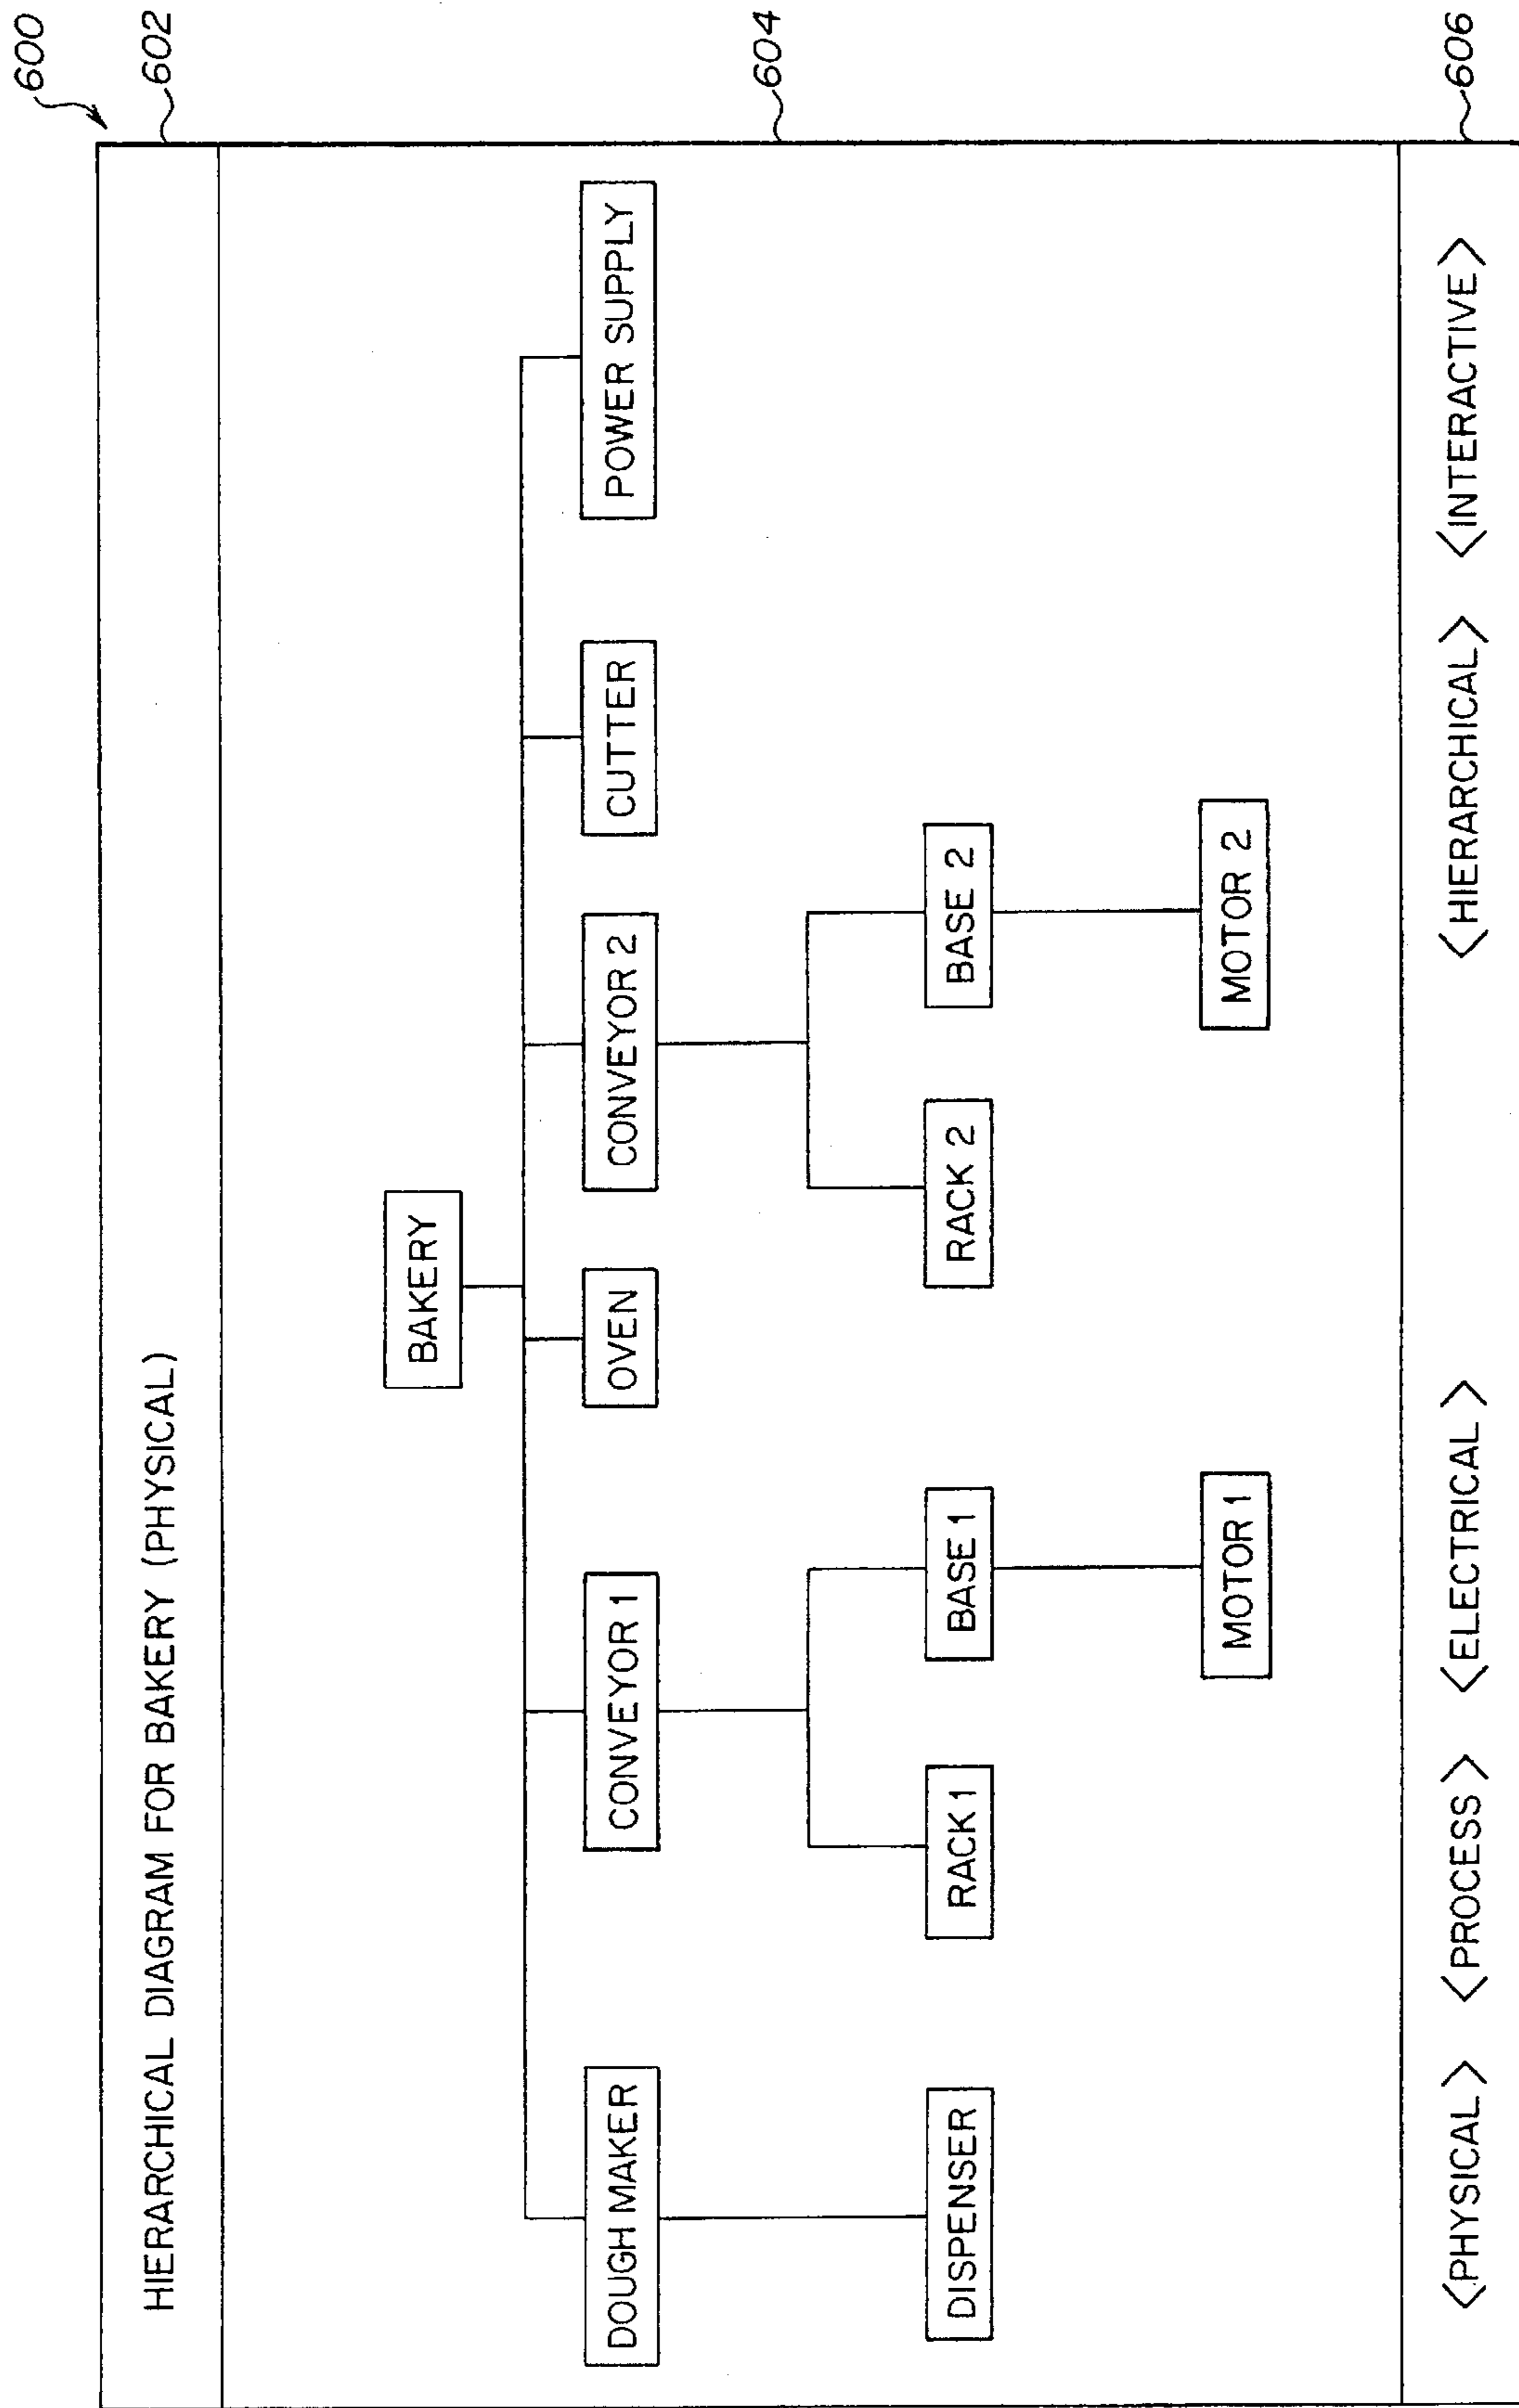 600
602
HIERARCHICAL DIAGRAM FOR BAKERY (PHYSICAL)
604
BAKERY
DOUGH MAKER
CONVEYOR 1
OVEN
CONVEYOR 2
CUTTER
POWER SUPPLY
DISPENSER
RACK 1
BASE 1
RACK 2
BASE 2
MOTOR 1
MOTOR 2
606
<PHYSICAL> <PROCESS> <ELECTRICAL> <HIERARCHICAL> <INTERACTIVE>